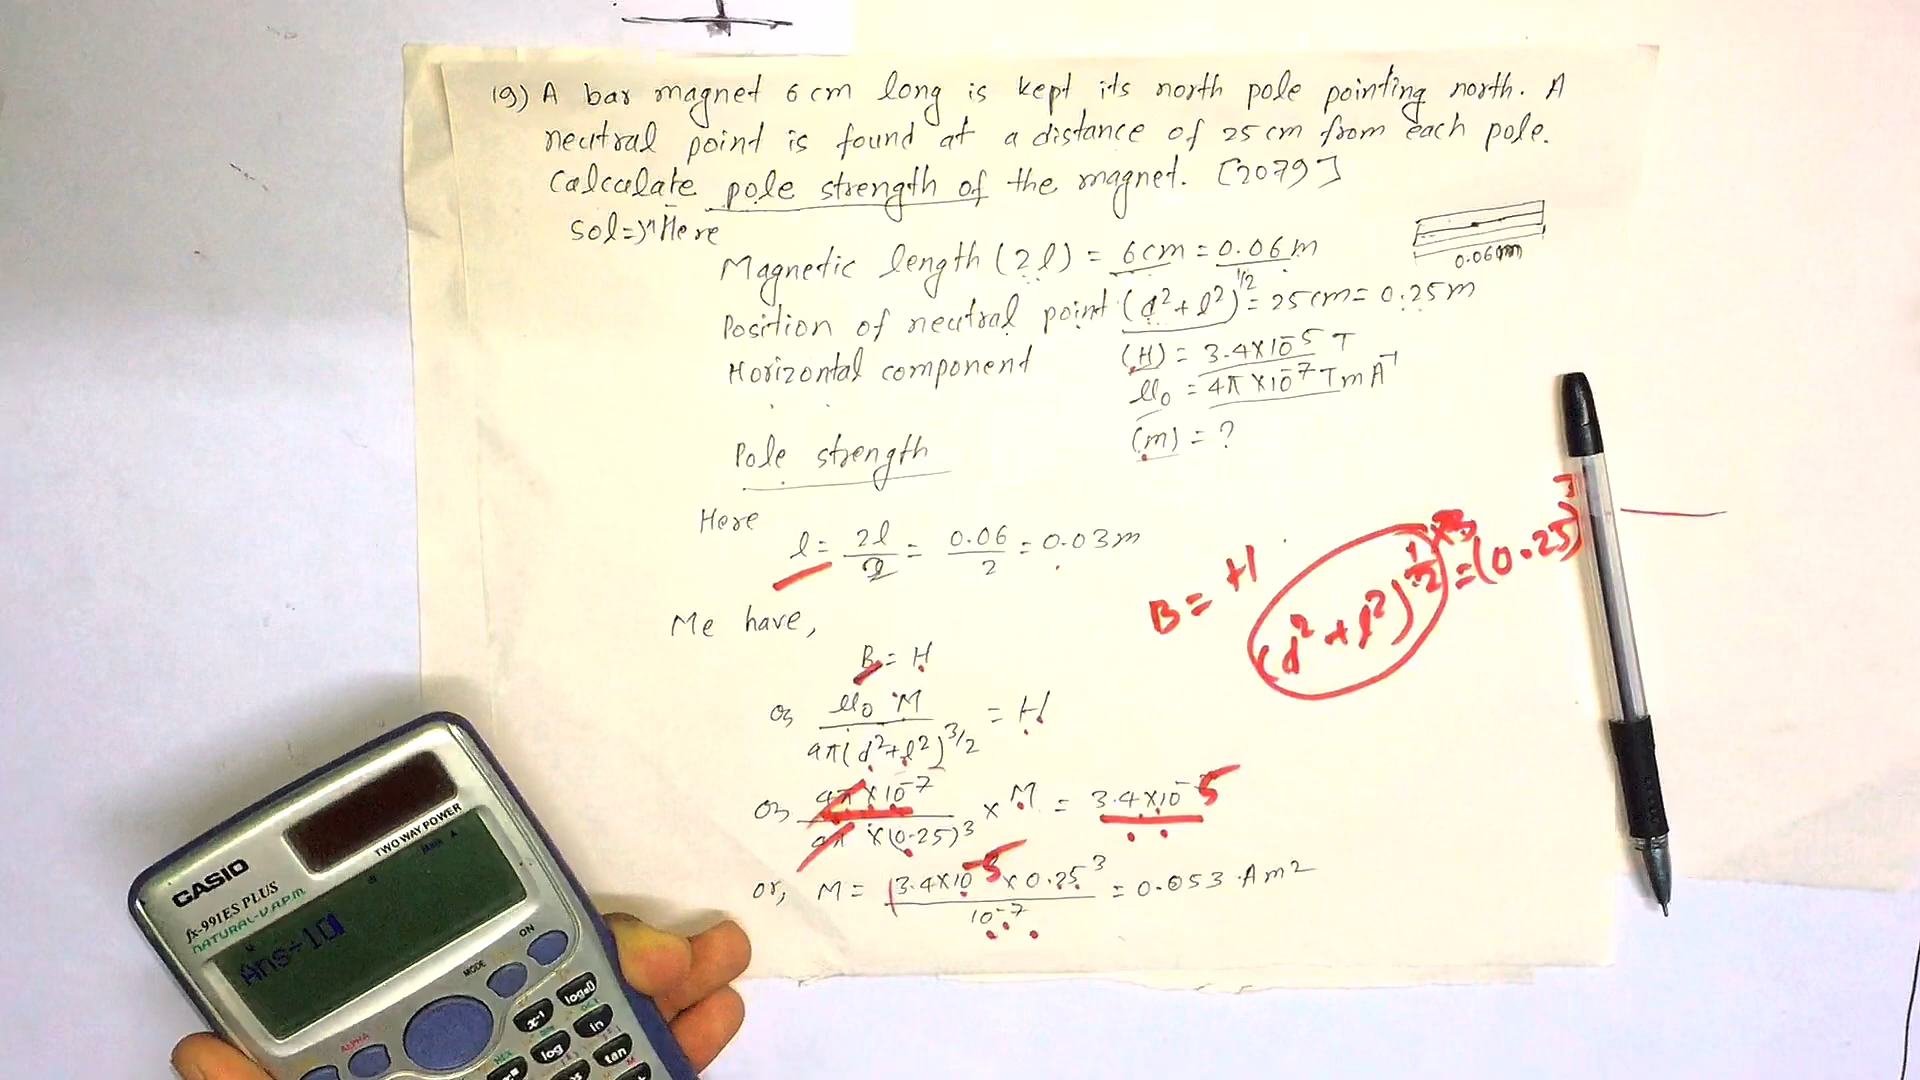 19) A bar magnet 6 cm long is kept its north pole pointing north. A
neutral point is found at a distance of 25 cm from each pole.
Calculate pole strength of the magnet. [2079]
Sol=)ⁿ Here
Magnetic length (2l) = 6cm = 0.06m
0.06m
Position of neutral point (d²+l²)^1/2 = 25cm = 0.25m
Horizontal component (H) = 3.4×10⁻⁵ T
μ₀ = 4π×10⁻⁷ TmA⁻¹
Pole strength (m) = ?
Here
l = 2l/2 = 0.06/2 = 0.03m
B = H
(d²+l²)^1/2×3 = (0.25)³
We have,
B = H
or μ₀ M / 4π(d²+l²)^3/2 = H
or 4π×10⁻⁷ / 4π×(0.25)³ × M = 3.4×10⁻⁵
or, M = 3.4×10⁻⁵×0.25³ / 10⁻⁷ = 0.053 Am²
CASIO
TWO WAY POWER
fx-991ES PLUS
NATURAL-V.P.A.M.
Ans÷10
ON
MODE
ALPHA
x⁻¹
log
ln
tan